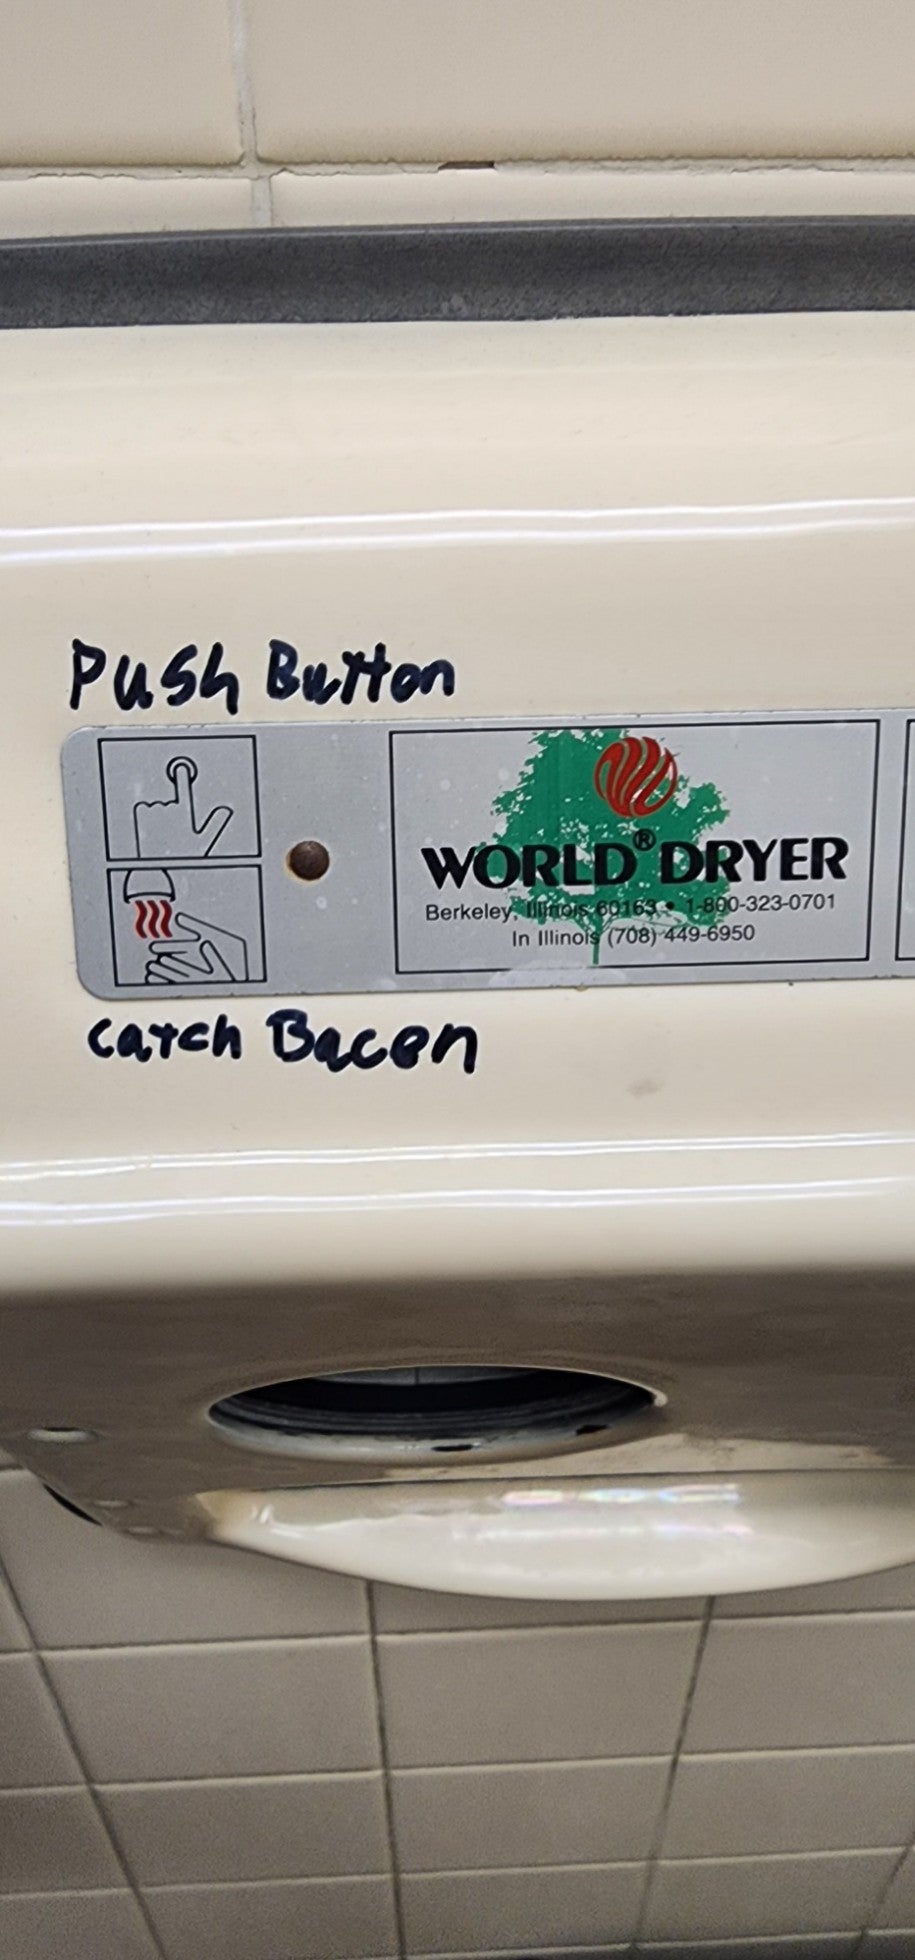 Push Button
WORLD® DRYER
Berkeley, Illinois 60163 • 1-800-323-0701
In Illinois (708) 449-6950
catch Bacon